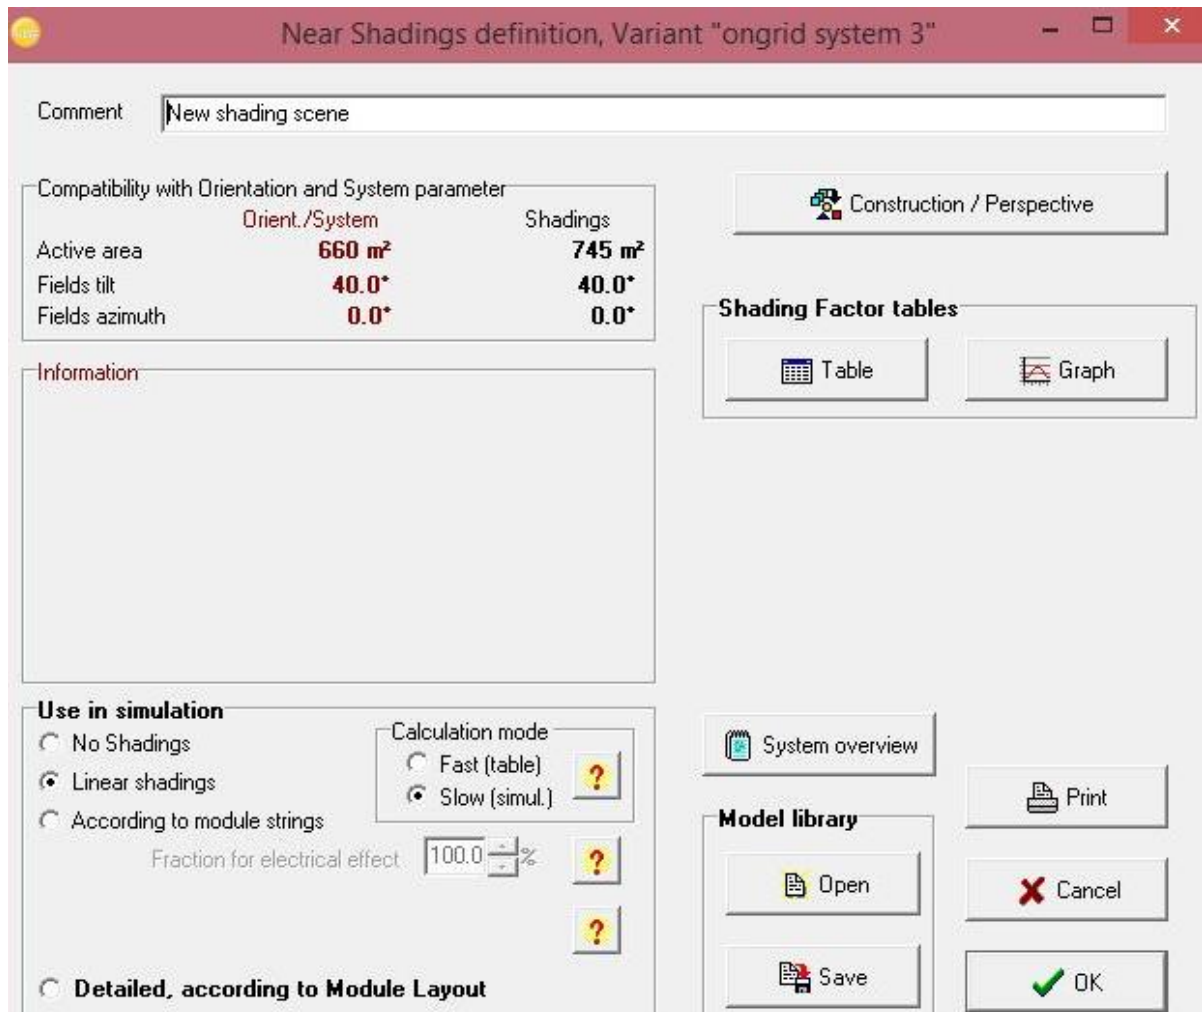 Near Shadings definition, Variant "ongrid system 3"
Comment New shading scene
Compatibility with Orientation and System parameter
Orient./System Shadings
Active area 660 m² 745 m²
Fields tilt 40.0° 40.0°
Fields azimuth 0.0° 0.0°
Construction / Perspective
Shading Factor tables
Table Graph
Information
Use in simulation
No Shadings
Linear shadings
According to module strings
Calculation mode
Fast (table)
Slow (simul.)
?
Fraction for electrical effect 100.0 %
?
?
Detailed, according to Module Layout
System overview
Model library
Open
Save
Print
Cancel
OK